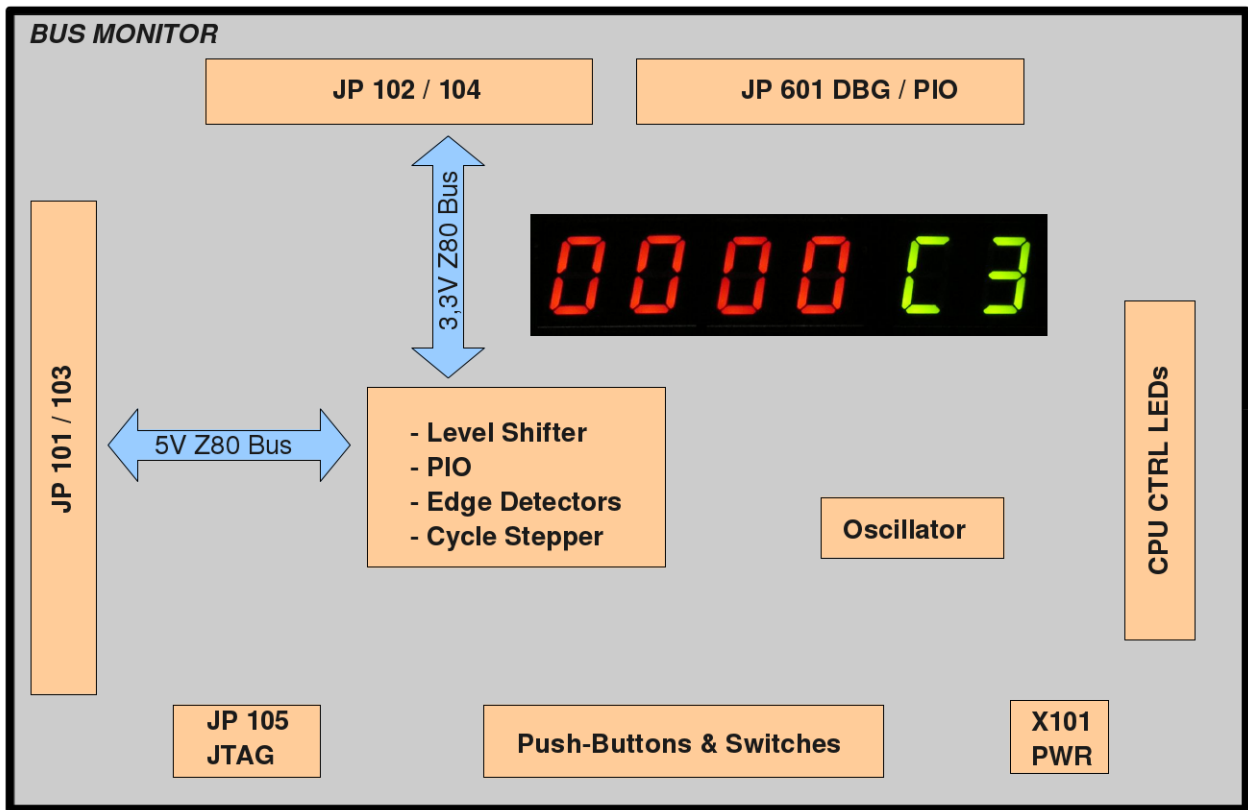 BUS MONITOR
JP 102 / 104
JP 601 DBG / PIO
3,3V Z80 Bus
0000 C3
JP 101 / 103
5V Z80 Bus
- Level Shifter
- PIO
- Edge Detectors
- Cycle Stepper
Oscillator
CPU CTRL LEDs
JP 105
JTAG
Push-Buttons & Switches
X101
PWR